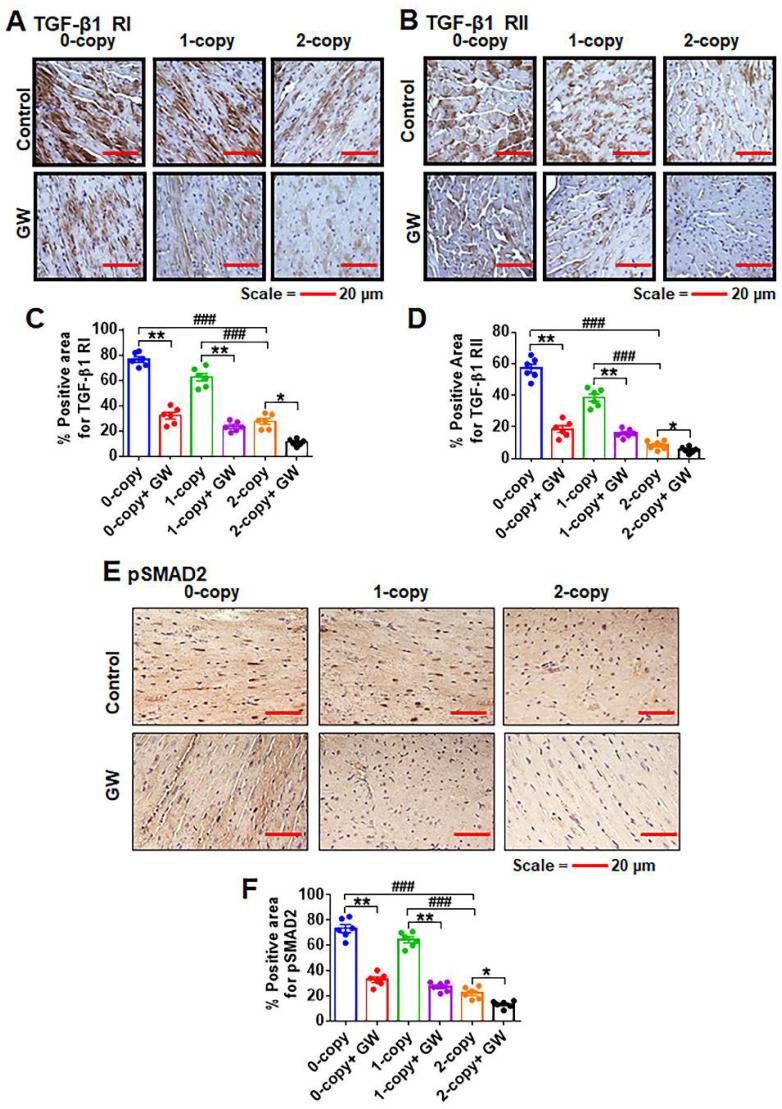 A TGF-β1 RI
0-copy 1-copy 2-copy
Control
GW
Scale = 20 µm
B TGF-β1 RII
0-copy 1-copy 2-copy
Control
GW
Scale = 20 µm
C
% Positive area
for TGF-β1 RI
100
80
60
40
20
0
###
###
**
**
*
0-copy
0-copy+ GW
1-copy
1-copy+ GW
2-copy
2-copy+ GW
D
% Positive Area
for TGF-β1 RII
80
60
40
20
0
###
###
**
**
*
0-copy
0-copy+ GW
1-copy
1-copy+ GW
2-copy
2-copy+ GW
E pSMAD2
0-copy 1-copy 2-copy
Control
GW
Scale = 20 µm
F
% Positive area
for pSMAD2
100
80
60
40
20
0
###
###
**
**
*
0-copy
0-copy+ GW
1-copy
1-copy+ GW
2-copy
2-copy+ GW